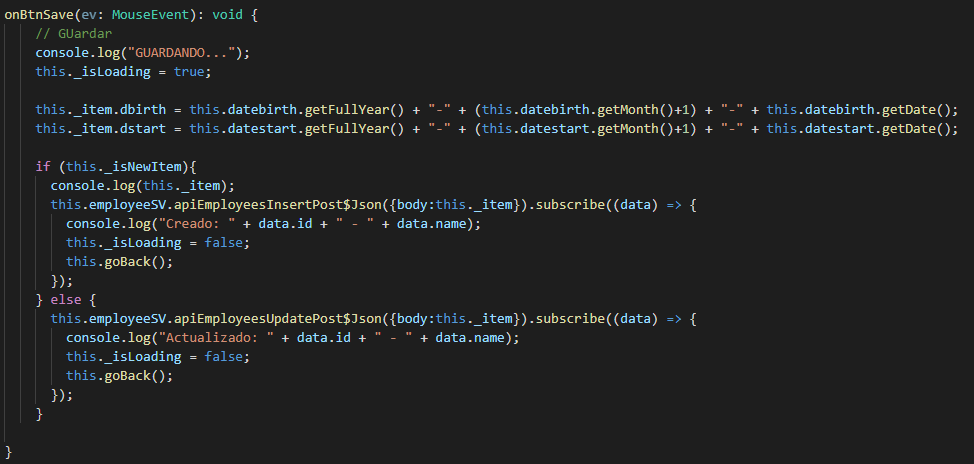 onBtnSave(ev: MouseEvent): void {
// GUardar
console.log("GUARDANDO...");
this._isLoading = true;
this._item.dbirth = this.datebirth.getFullYear() + "-" + (this.datebirth.getMonth()+1) + "-" + this.datebirth.getDate();
this._item.dstart = this.datestart.getFullYear() + "-" + (this.datestart.getMonth()+1) + "-" + this.datestart.getDate();
if (this._isNewItem){
console.log(this._item);
this.employeeSV.apiEmployeesInsertPost$Json({body:this._item}).subscribe((data) => {
console.log("Creado: " + data.id + " - " + data.name);
this._isLoading = false;
this.goBack();
});
} else {
this.employeeSV.apiEmployeesUpdatePost$Json({body:this._item}).subscribe((data) => {
console.log("Actualizado: " + data.id + " - " + data.name);
this._isLoading = false;
this.goBack();
});
}
}